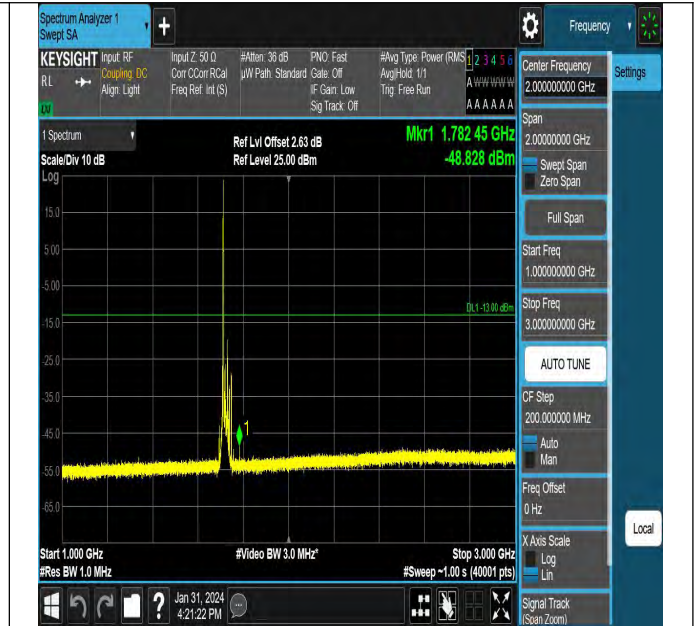 Spectrum Analyzer 1
Swept SA
+
Frequency
KEYSIGHT
Input: RF
Input Z: 50 Ω
#Atten: 36 dB
PNO: Fast
#Avg Type: Power (RMS)
1 2 3 4 5 6
RL
Coupling: DC
Corr CCorr RCal
µW Path: Standard
Gate: Off
Avg|Hold: 1/1
A W W W W W
Align: Light
Freq Ref: Int (S)
IF Gain: Low
Trig: Free Run
Sig Track: Off
A A A A A A
Settings
Center Frequency
2.000000000 GHz
1 Spectrum
Ref Lvl Offset 2.63 dB
Mkr1 1.782 45 GHz
Scale/Div 10 dB
Ref Level 25.00 dBm
-48.828 dBm
Log
15.0
5.00
-5.00
-15.0
-25.0
-35.0
-45.0
-55.0
-65.0
DL1 -13.00 dBm
1
Start 1.000 GHz
#Video BW 3.0 MHz*
Stop 3.000 GHz
#Res BW 1.0 MHz
#Sweep ~1.00 s (40001 pts)
Span
2.00000000 GHz
Swept Span
Zero Span
Full Span
Start Freq
1.000000000 GHz
Stop Freq
3.000000000 GHz
AUTO TUNE
CF Step
200.000000 MHz
Auto
Man
Freq Offset
0 Hz
X Axis Scale
Log
Lin
Signal Track
(Span Zoom)
Local
?
Jan 31, 2024
4:21:22 PM